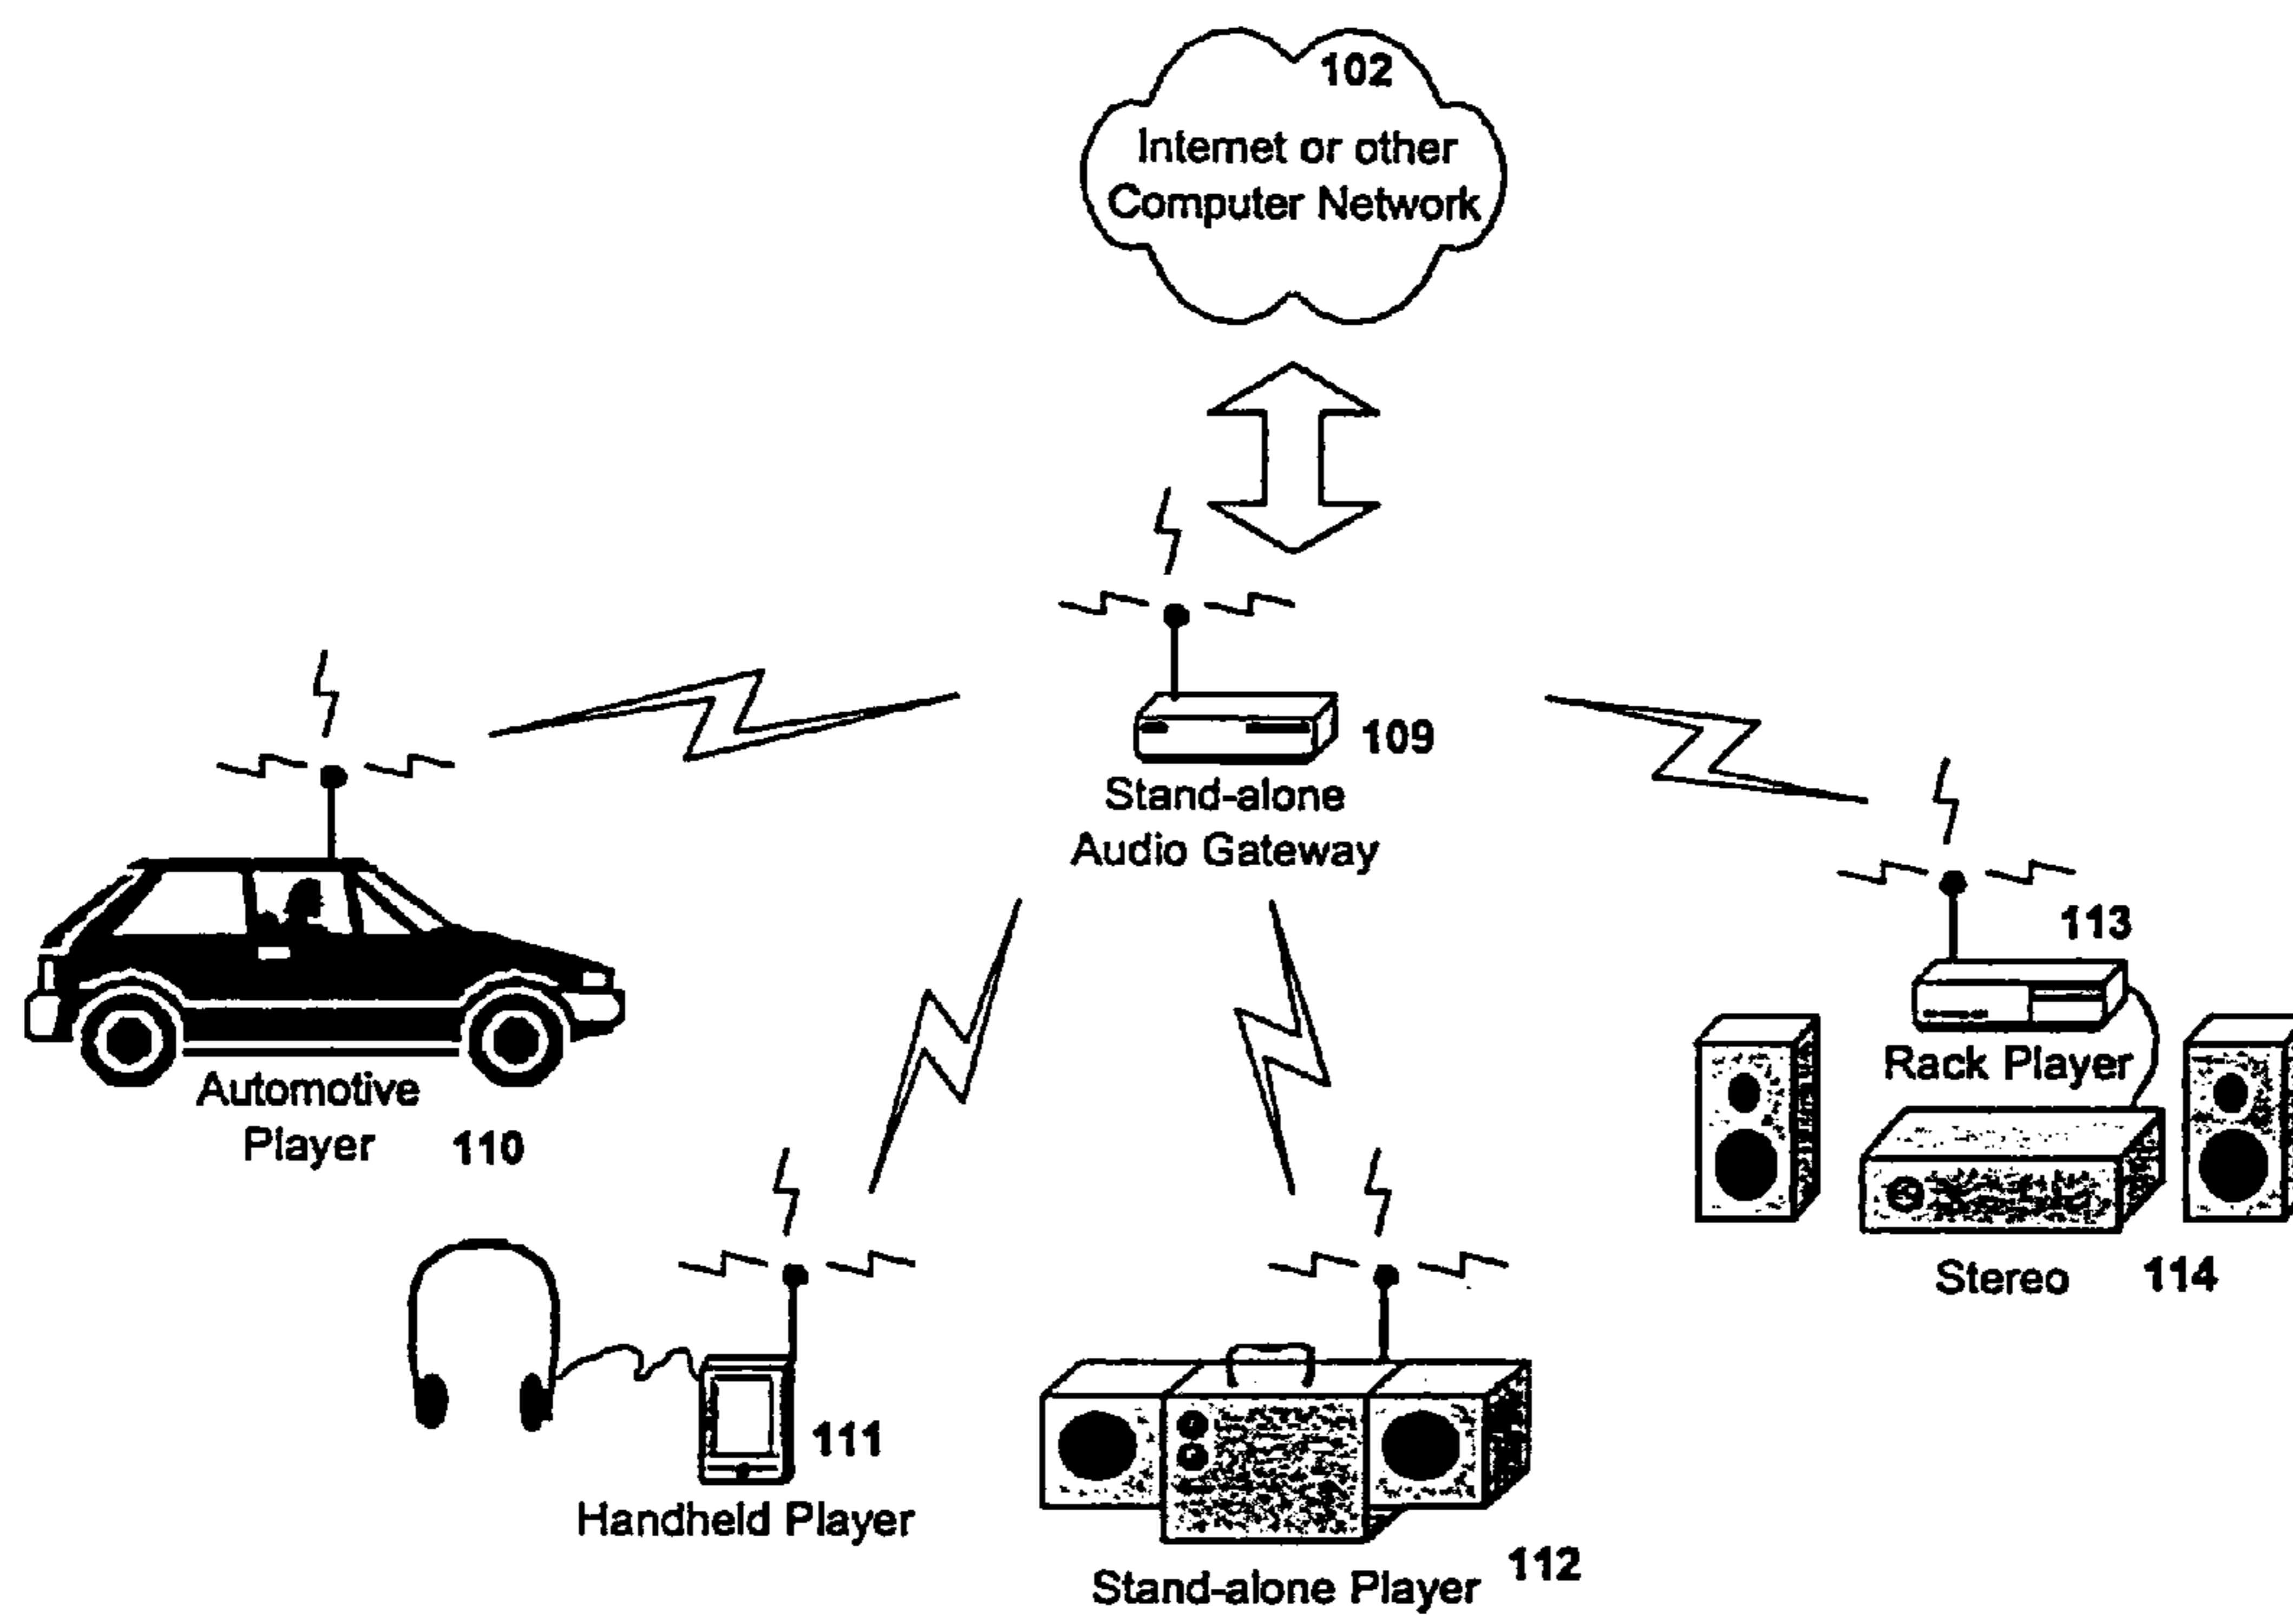 102
Internet or other
Computer Network
109
Stand-alone
Audio Gateway
113
Rack Player
Automotive
Player 110
Stereo 114
111
Handheld Player
112
Stand-alone Player